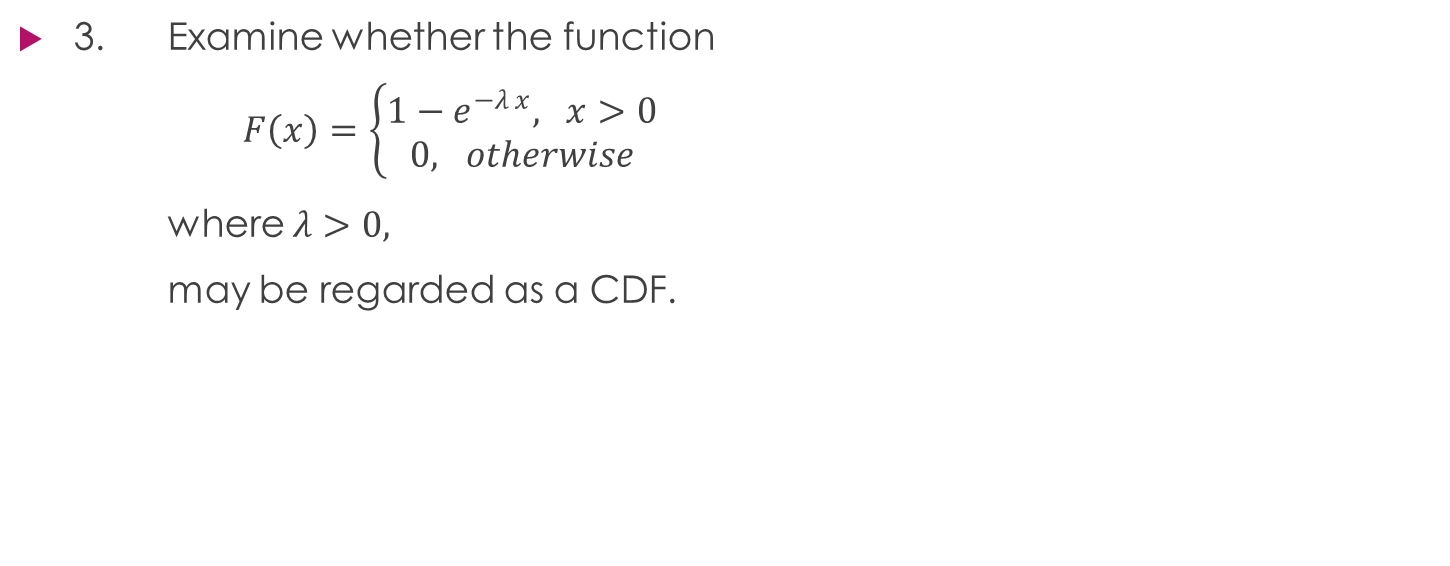 3. Examine whether the function
F(x) = {1 − e^{−λx}, x > 0
0, otherwise
where λ > 0,
may be regarded as a CDF.